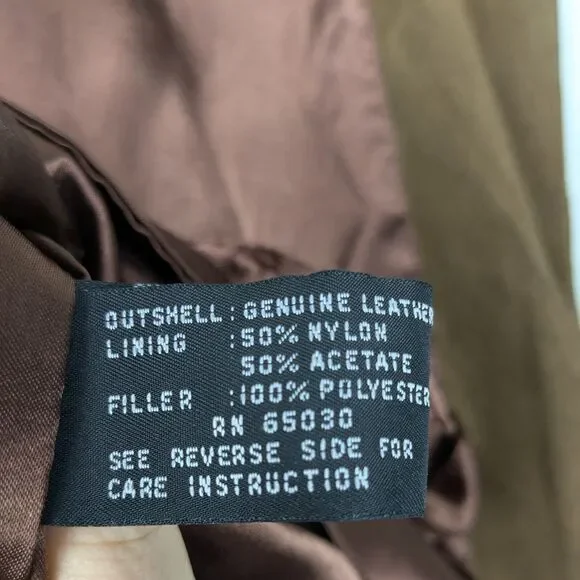 OUTSHELL : GENUINE LEATHER
LINING : 50% NYLON
50% ACETATE
FILLER : 100% POLYESTER
RN 65030
SEE REVERSE SIDE FOR
CARE INSTRUCTION